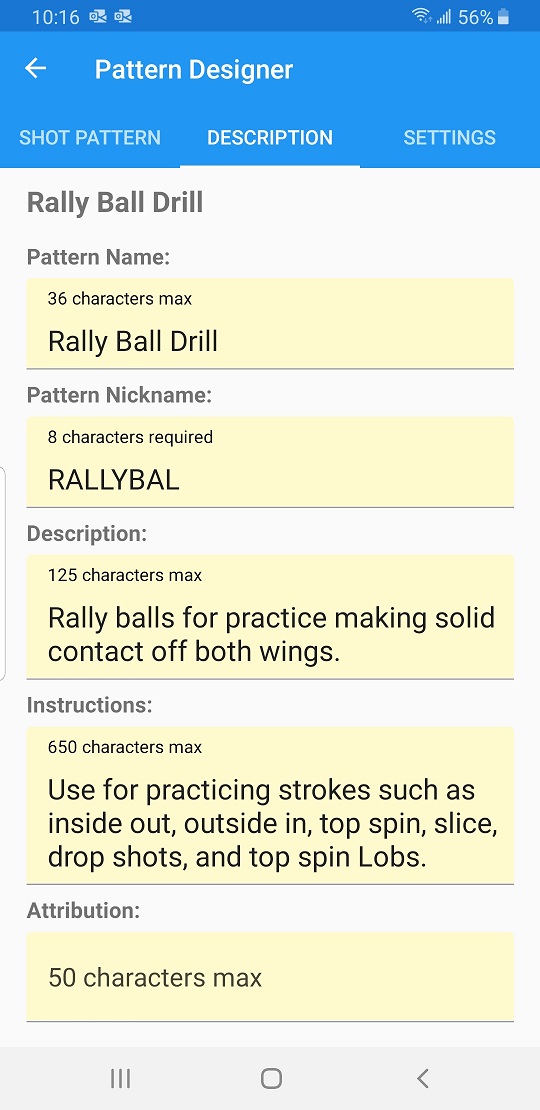 10:16 56%
Pattern Designer
SHOT PATTERN DESCRIPTION SETTINGS
Rally Ball Drill
Pattern Name:
36 characters max
Rally Ball Drill
Pattern Nickname:
8 characters required
RALLYBAL
Description:
125 characters max
Rally balls for practice making solid
contact off both wings.
Instructions:
650 characters max
Use for practicing strokes such as
inside out, outside in, top spin, slice,
drop shots, and top spin Lobs.
Attribution:
50 characters max